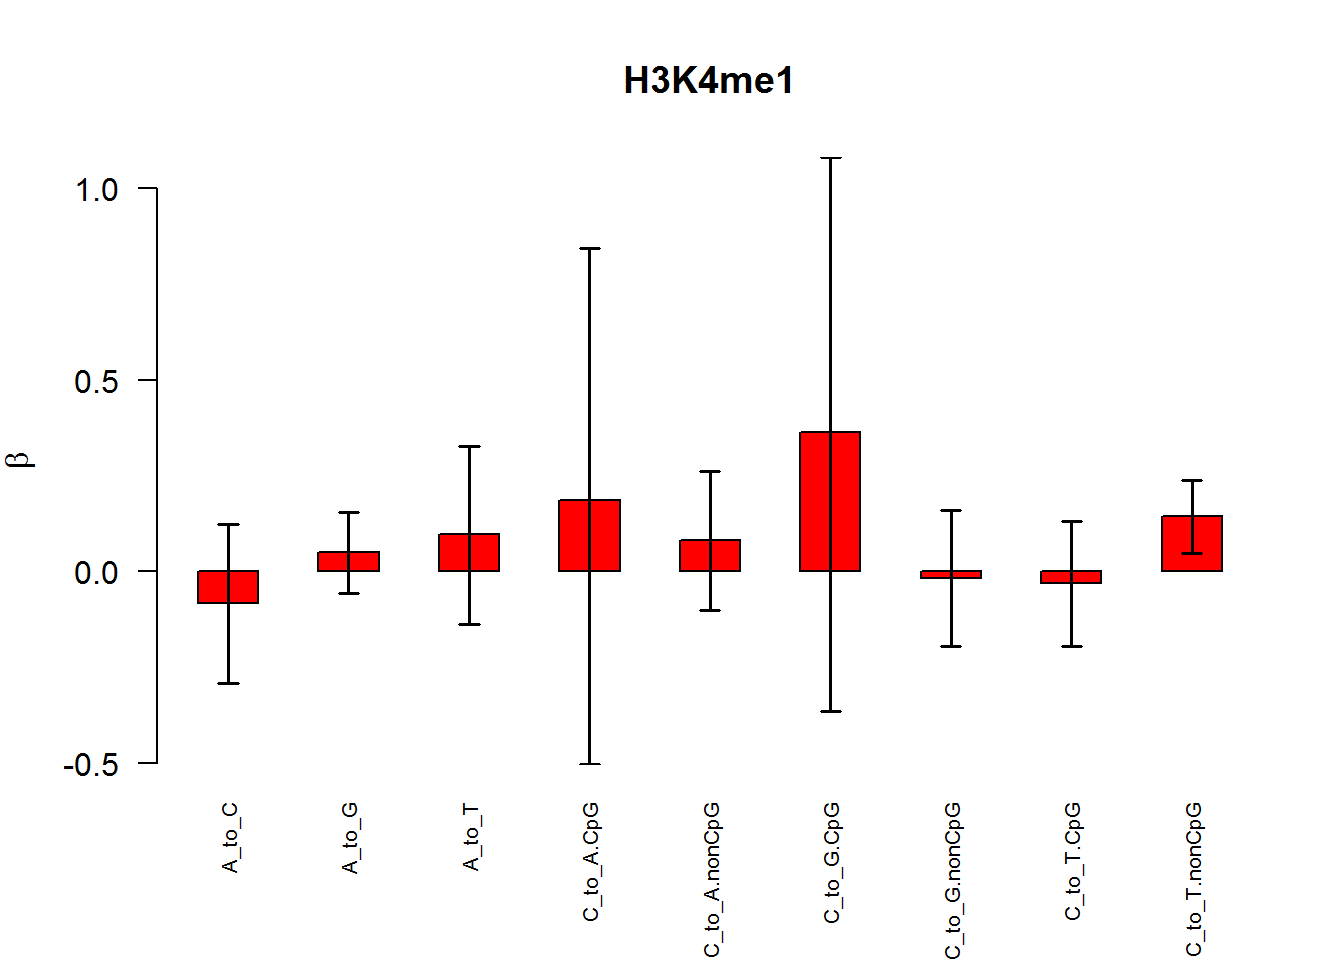 H3K4me1
1.0
0.5
0.0
-0.5
β
A_to_C
A_to_G
A_to_T
C_to_A.CpG
C_to_A.nonCpG
C_to_G.CpG
C_to_G.nonCpG
C_to_T.CpG
C_to_T.nonCpG